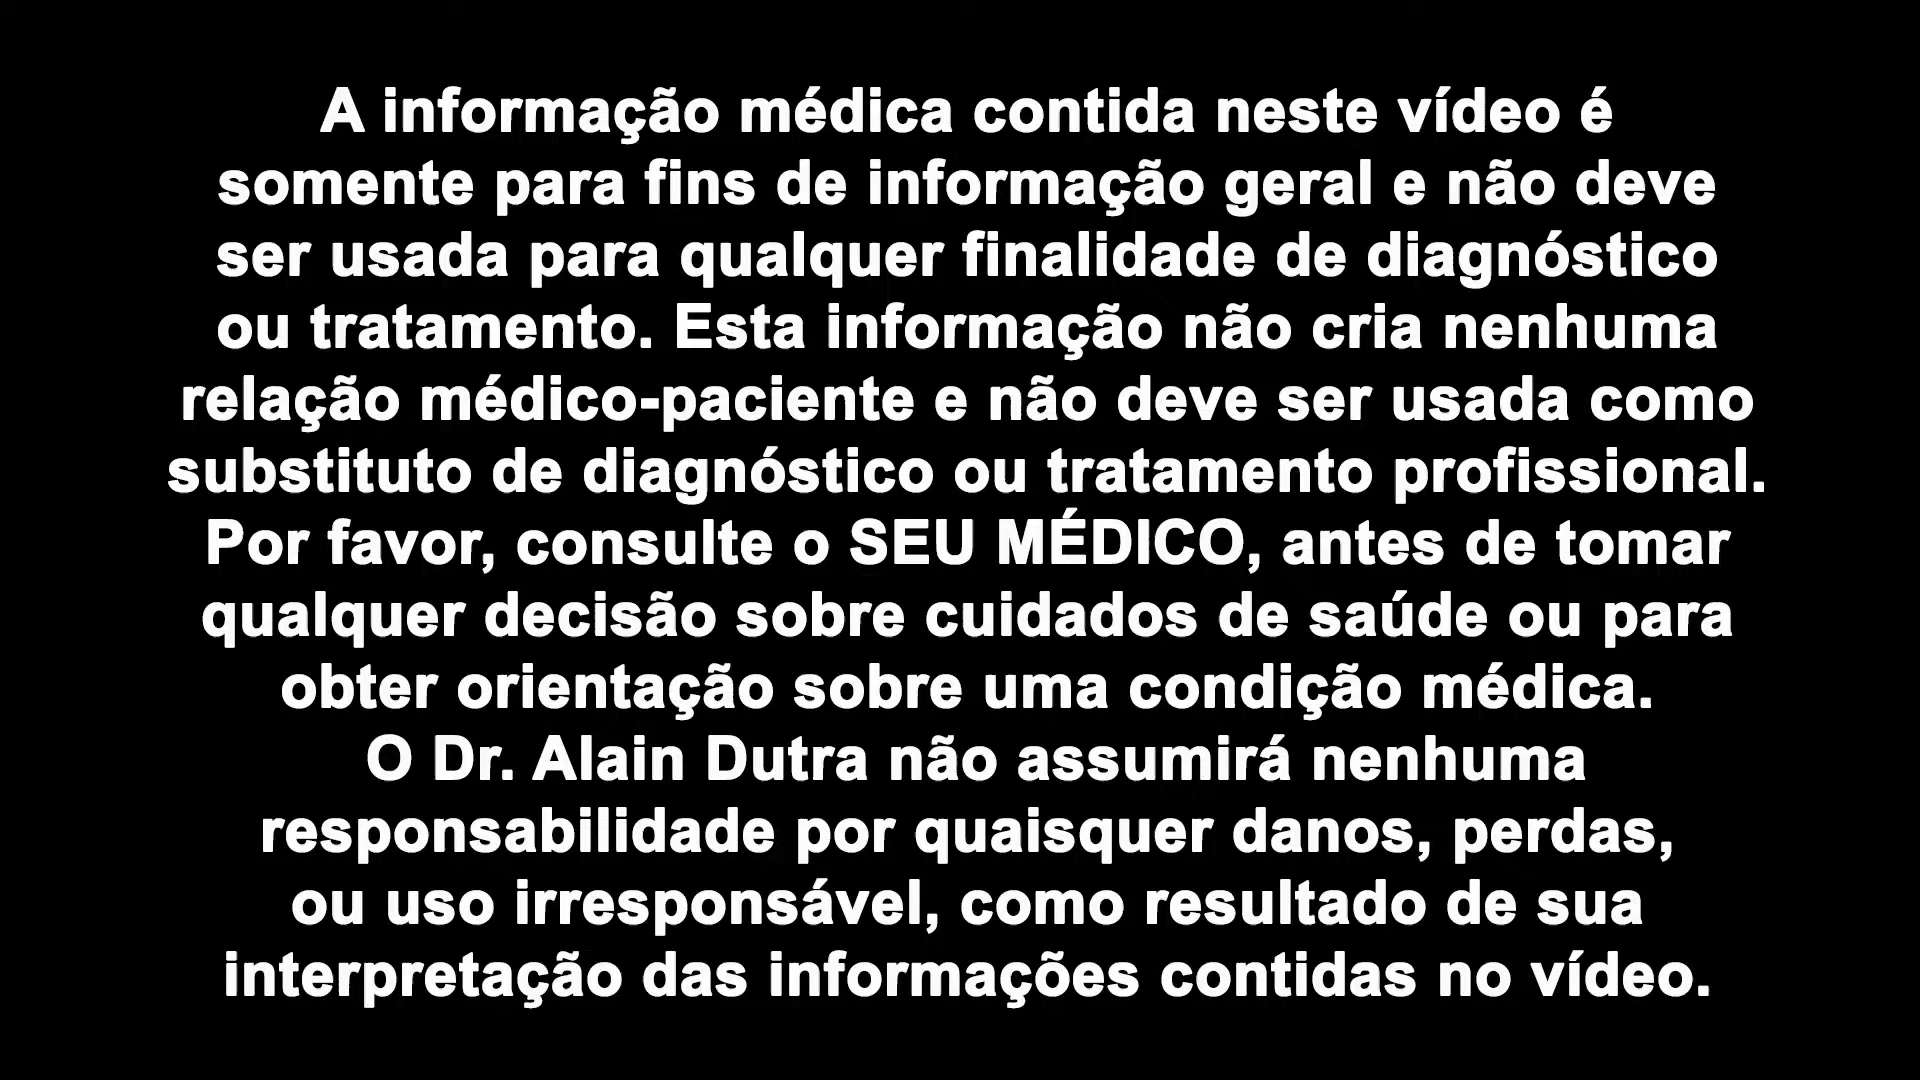 A informação médica contida neste vídeo é
somente para fins de informação geral e não deve
ser usada para qualquer finalidade de diagnóstico
ou tratamento. Esta informação não cria nenhuma
relação médico-paciente e não deve ser usada como
substituto de diagnóstico ou tratamento profissional.
Por favor, consulte o SEU MÉDICO, antes de tomar
qualquer decisão sobre cuidados de saúde ou para
obter orientação sobre uma condição médica.
O Dr. Alain Dutra não assumirá nenhuma
responsabilidade por quaisquer danos, perdas,
ou uso irresponsável, como resultado de sua
interpretação das informações contidas no vídeo.